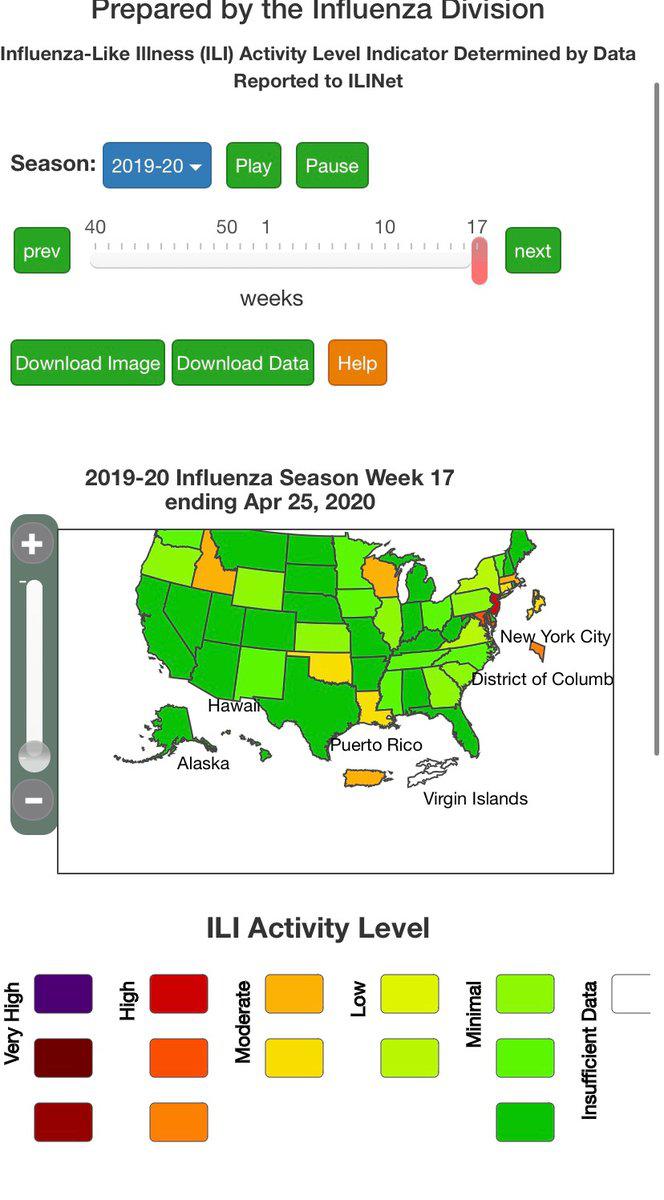 Prepared by the Influenza Division
Influenza-Like Illness (ILI) Activity Level Indicator Determined by Data
Reported to ILINet
Season: 2019-20 Play Pause
40 50 1 10 17
prev next
weeks
Download Image Download Data Help
2019-20 Influenza Season Week 17
ending Apr 25, 2020
+
New York City
District of Columb
Hawaii
Puerto Rico
Alaska
Virgin Islands
−
ILI Activity Level
Very High
High
Moderate
Low
Minimal
Insufficient Data